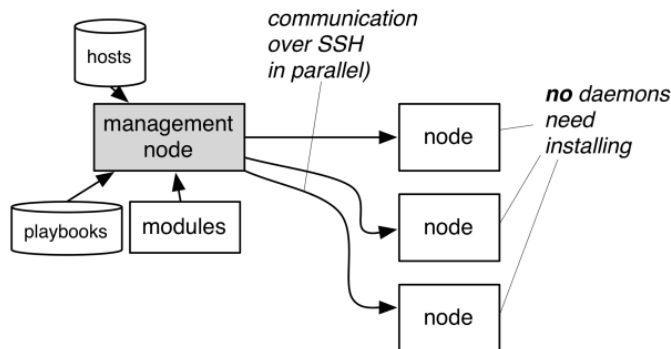 communication
over SSH
in parallel)
hosts
management
node
node
no daemons
need
installing
playbooks
modules
node
node